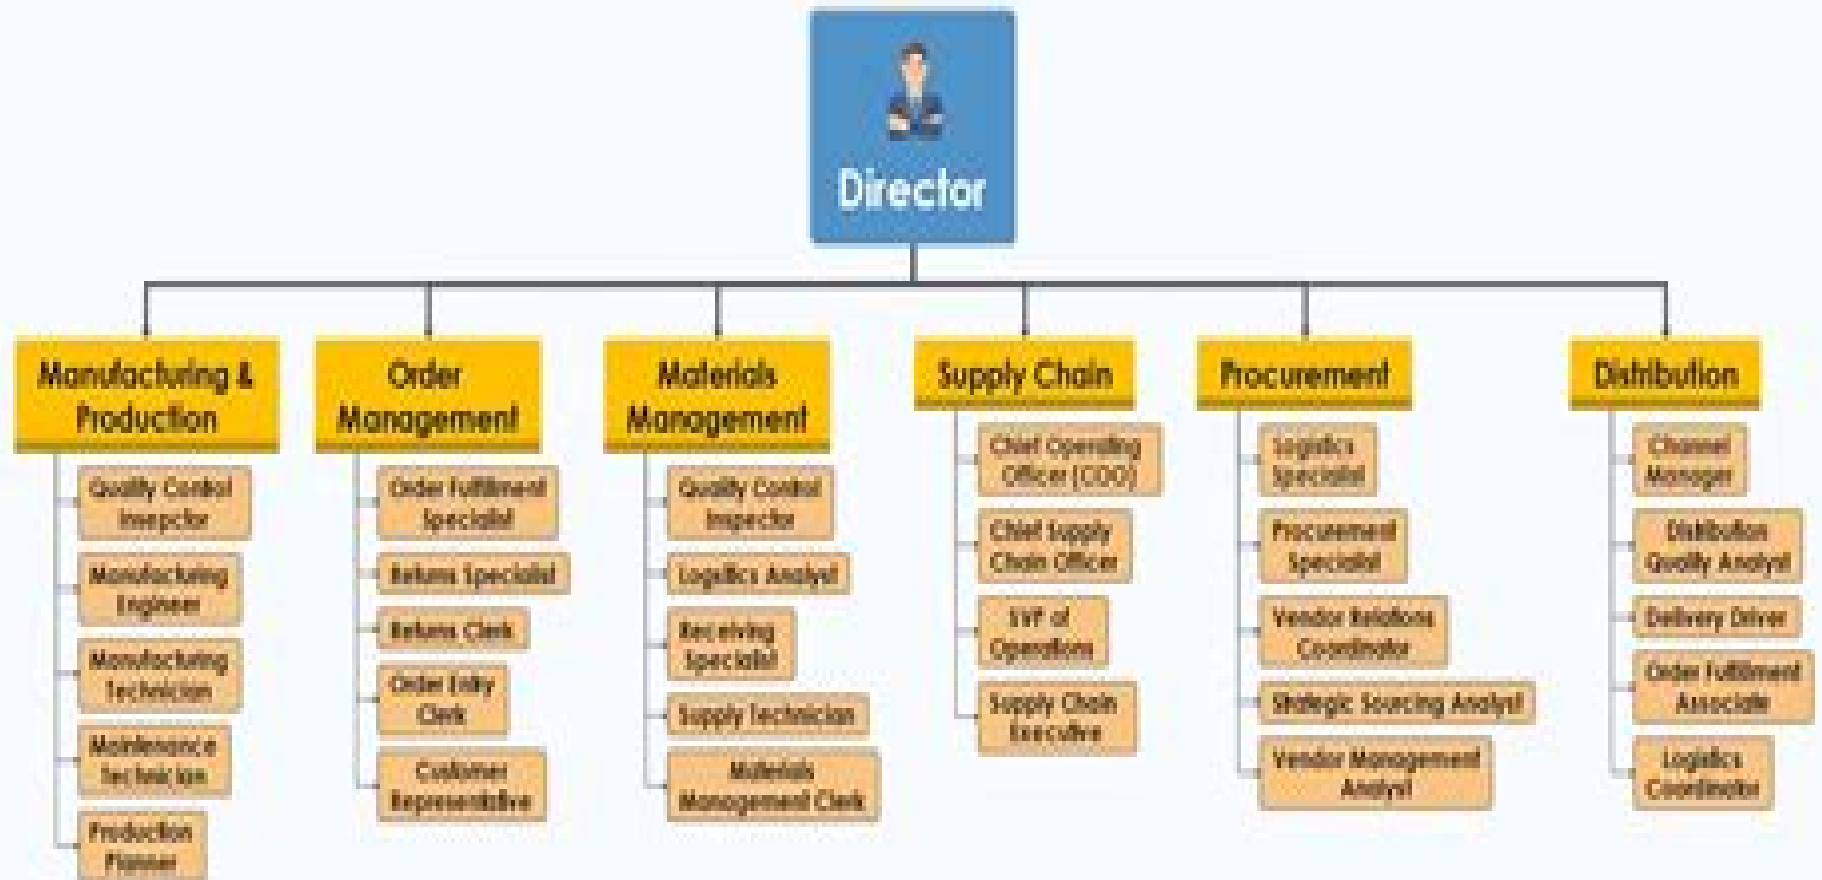 Director
Manufacturing &
Production
Quality Control
Insepctor
Manufacturing
Engineer
Manufacturing
Technician
Maintenance
Technician
Production
Planner
Order
Management
Order Fulfillment
Specialist
Returns Specialist
Returns Clerk
Order Entry
Clerk
Customer
Representative
Materials
Management
Quality Control
Inspector
Logistics Analyst
Receiving
Specialist
Supply Technician
Materials
Management Clerk
Supply Chain
Chief Operating
Officer (COO)
Chief Supply
Chain Officer
SVP of
Operations
Supply Chain
Executive
Procurement
Logistics
Specialist
Procurement
Specialist
Vendor Relations
Coordinator
Strategic Sourcing Analyst
Vendor Management
Analyst
Distribution
Channel
Manager
Distribution
Quality Analyst
Delivery Driver
Order Fulfillment
Associate
Logistics
Coordinator